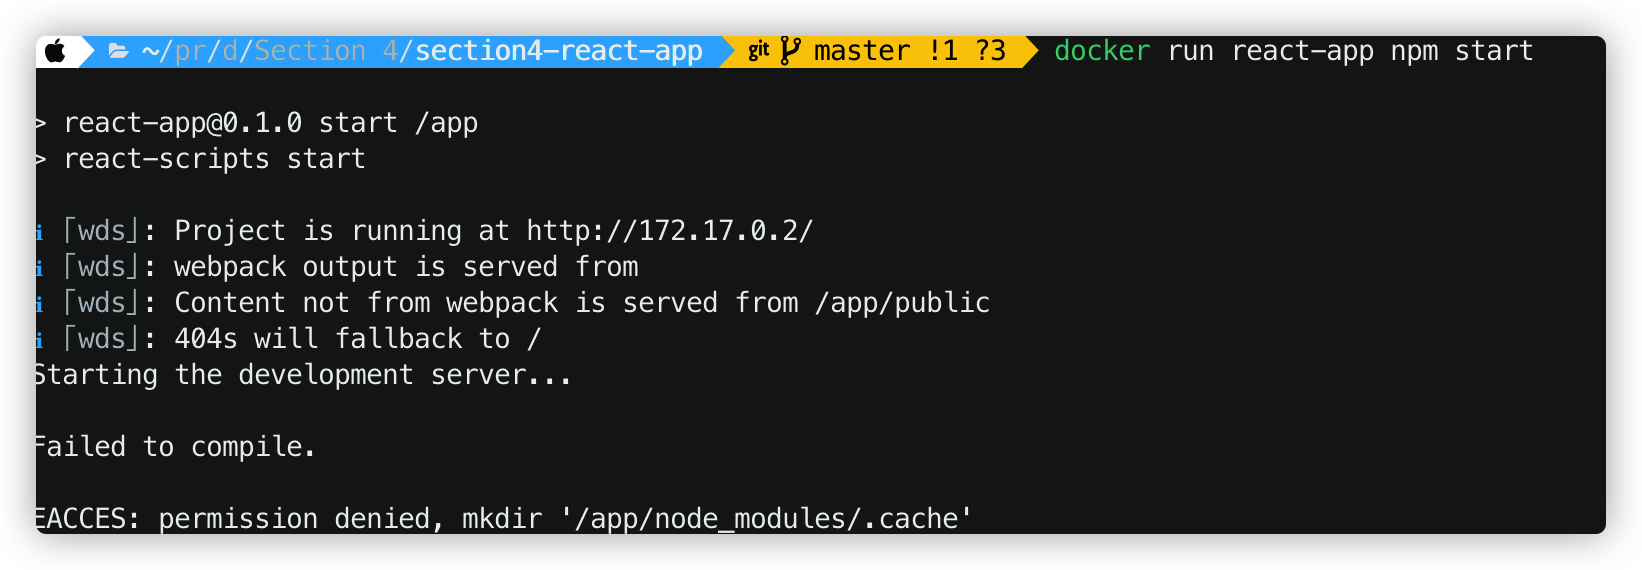 ~/pr/d/Section 4/section4-react-app git master !1 ?3 docker run react-app npm start
> react-app@0.1.0 start /app
> react-scripts start
ℹ ｢wds｣: Project is running at http://172.17.0.2/
ℹ ｢wds｣: webpack output is served from
ℹ ｢wds｣: Content not from webpack is served from /app/public
ℹ ｢wds｣: 404s will fallback to /
Starting the development server...
Failed to compile.
EACCES: permission denied, mkdir '/app/node_modules/.cache'